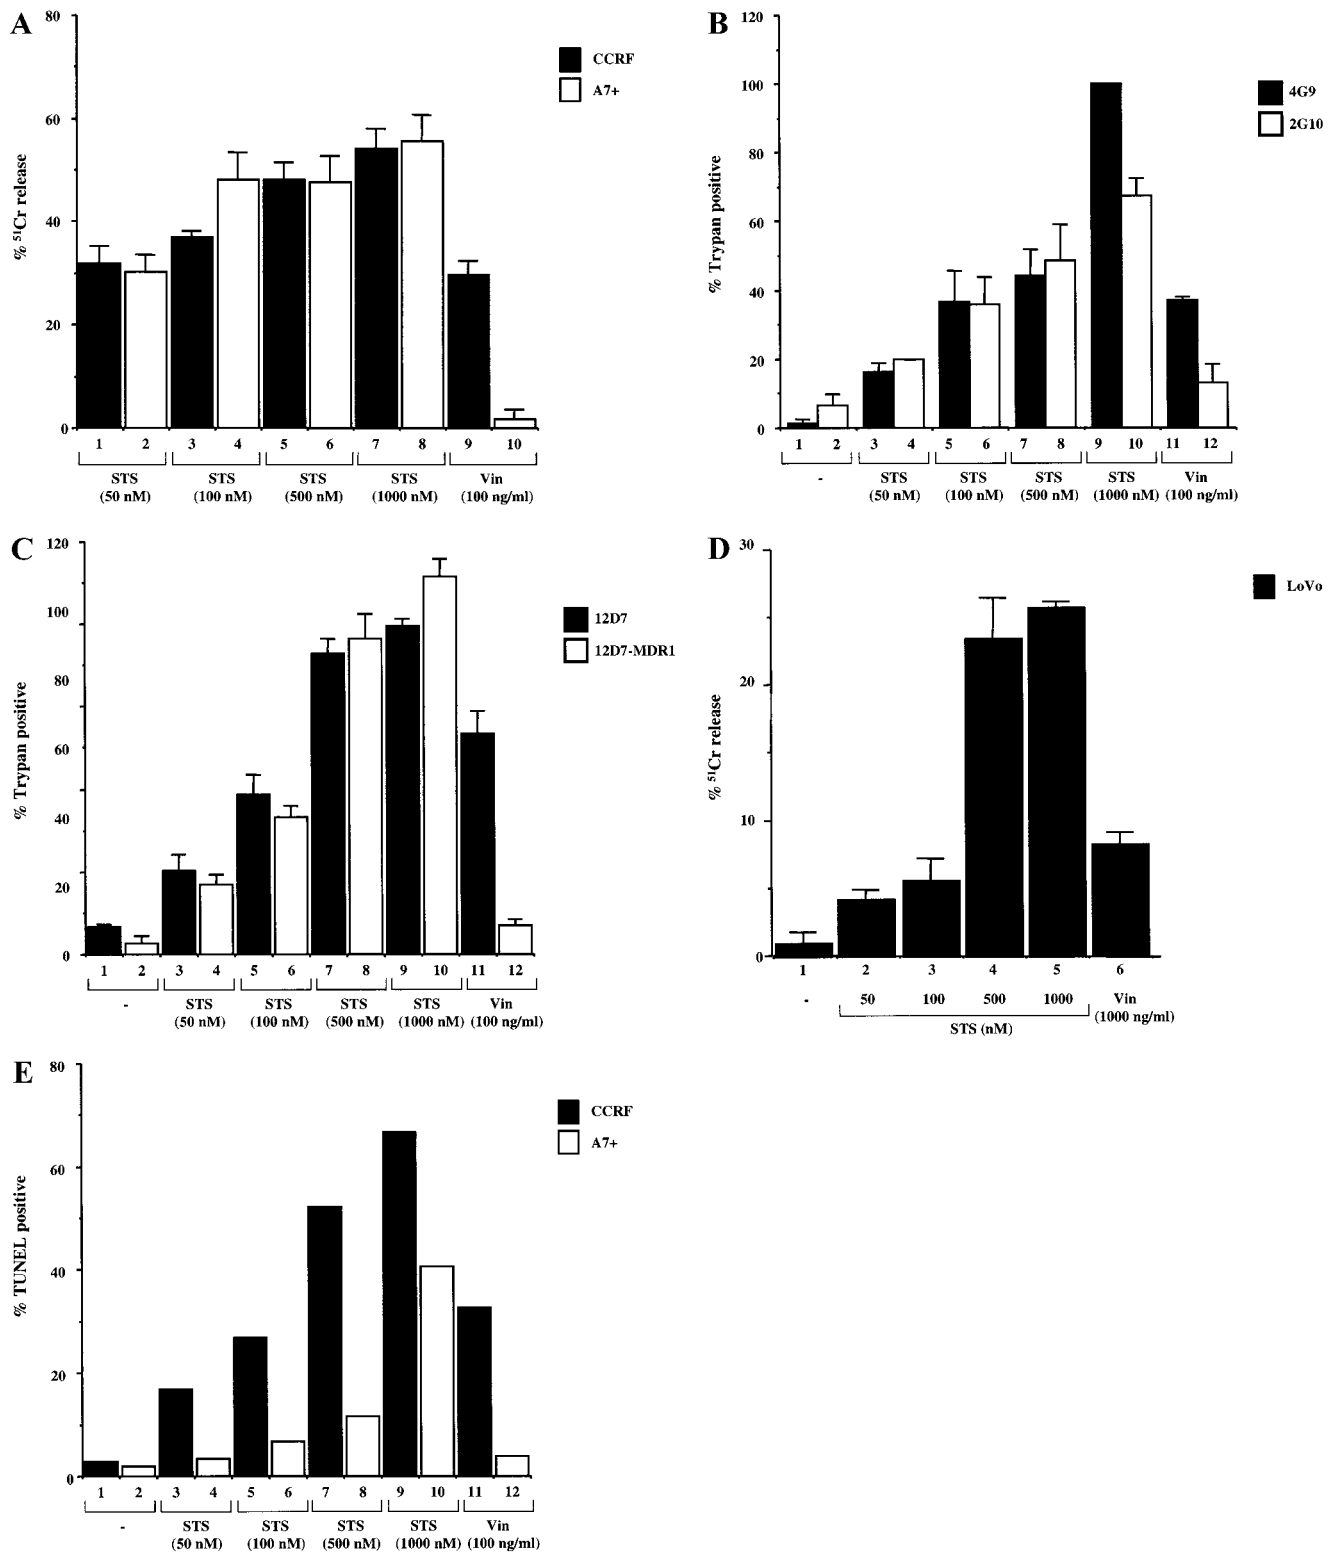 A
80
60
40
20
0
% ⁵¹Cr release
CCRF
A7+
1 2 3 4 5 6 7 8 9 10
STS STS STS STS Vin
(50 nM) (100 nM) (500 nM) (1000 nM) (100 ng/ml)
B
120
100
80
60
40
20
0
% Trypan positive
4G9
2G10
1 2 3 4 5 6 7 8 9 10 11 12
- STS STS STS STS Vin
(50 nM) (100 nM) (500 nM) (1000 nM) (100 ng/ml)
C
120
100
80
60
40
20
0
% Trypan positive
12D7
12D7-MDR1
1 2 3 4 5 6 7 8 9 10 11 12
- STS STS STS STS Vin
(50 nM) (100 nM) (500 nM) (1000 nM) (100 ng/ml)
D
30
20
10
0
% ⁵¹Cr release
LoVo
1 2 3 4 5 6
- 50 100 500 1000 Vin
(1000 ng/ml)
STS (nM)
E
80
60
40
20
0
% TUNEL positive
CCRF
A7+
1 2 3 4 5 6 7 8 9 10 11 12
- STS STS STS STS Vin
(50 nM) (100 nM) (500 nM) (1000 nM) (100 ng/ml)